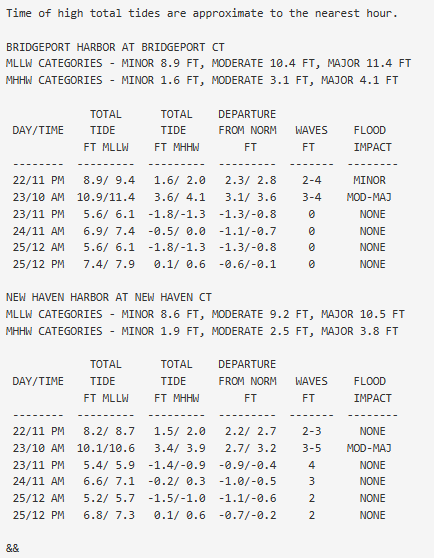 Time of high total tides are approximate to the nearest hour.

BRIDGEPORT HARBOR AT BRIDGEPORT CT
MLLW CATEGORIES - MINOR 8.9 FT, MODERATE 10.4 FT, MAJOR 11.4 FT
MHHW CATEGORIES - MINOR 1.6 FT, MODERATE 3.1 FT, MAJOR 4.1 FT

            TOTAL      TOTAL    DEPARTURE
 DAY/TIME    TIDE       TIDE    FROM NORM   WAVES    FLOOD
           FT MLLW    FT MHHW      FT        FT      IMPACT
 --------  ---------  ---------  ---------  -------  --------
 22/11 PM   8.9/ 9.4   1.6/ 2.0   2.3/ 2.8   2-4      MINOR
 23/10 AM  10.9/11.4   3.6/ 4.1   3.1/ 3.6   3-4     MOD-MAJ
 23/11 PM   5.6/ 6.1  -1.8/-1.3  -1.3/-0.8    0       NONE
 24/11 AM   6.9/ 7.4  -0.5/ 0.0  -1.1/-0.7    0       NONE
 25/12 AM   5.6/ 6.1  -1.8/-1.3  -1.3/-0.8    0       NONE
 25/12 PM   7.4/ 7.9   0.1/ 0.6  -0.6/-0.1    0       NONE

NEW HAVEN HARBOR AT NEW HAVEN CT
MLLW CATEGORIES - MINOR 8.6 FT, MODERATE 9.2 FT, MAJOR 10.5 FT
MHHW CATEGORIES - MINOR 1.9 FT, MODERATE 2.5 FT, MAJOR 3.8 FT

            TOTAL      TOTAL    DEPARTURE
 DAY/TIME    TIDE       TIDE    FROM NORM   WAVES    FLOOD
           FT MLLW    FT MHHW      FT        FT      IMPACT
 --------  ---------  ---------  ---------  -------  --------
 22/11 PM   8.2/ 8.7   1.5/ 2.0   2.2/ 2.7   2-3      NONE
 23/10 AM  10.1/10.6   3.4/ 3.9   2.7/ 3.2   3-5     MOD-MAJ
 23/11 PM   5.4/ 5.9  -1.4/-0.9  -0.9/-0.4    4       NONE
 24/11 AM   6.6/ 7.1  -0.2/ 0.3  -1.0/-0.5    3       NONE
 25/12 AM   5.2/ 5.7  -1.5/-1.0  -1.1/-0.6    2       NONE
 25/12 PM   6.8/ 7.3   0.1/ 0.6  -0.7/-0.2    2       NONE

&&